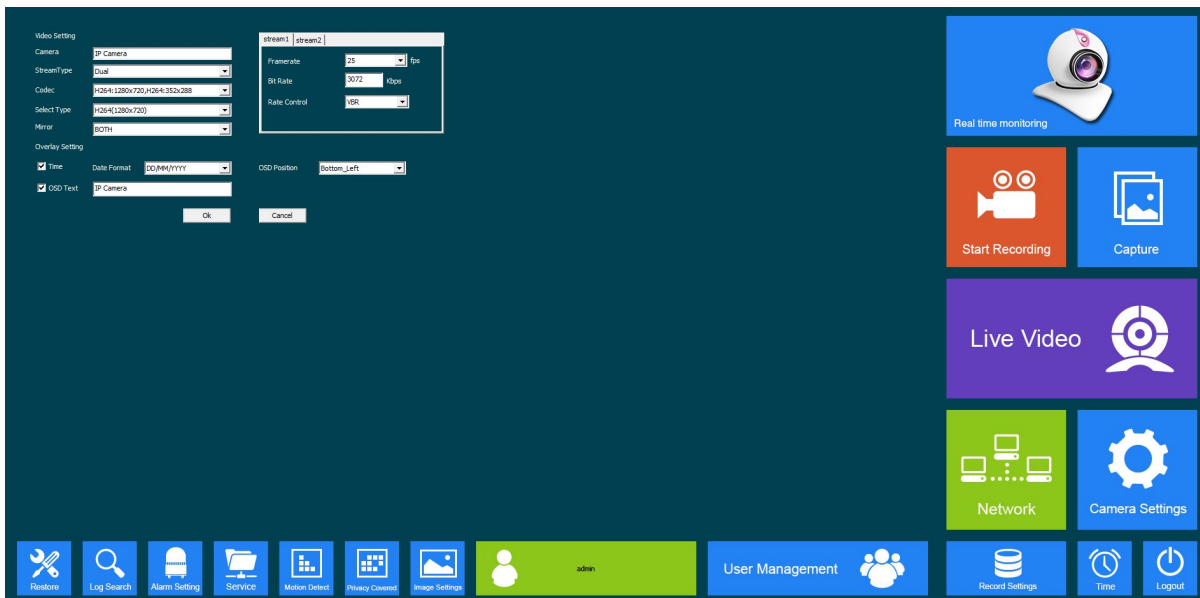 Video Setting
Camera IP Camera
StreamType Dual
Codec H264:1280x720,H264:352x288
Select Type H264(1280x720)
Mirror BOTH
Overlay Setting
Time Date Format DD/MM/YYYY OSD Position Bottom_Left
OSD Text IP Camera
Ok Cancel
stream1 stream2
Framerate 25 fps
Bit Rate 3072 Kbps
Rate Control VBR
Real time monitoring
Start Recording Capture
Live Video
Network Camera Settings
Restore Log Search Alarm Setting Service Motion Detect Privacy Covered Image Settings admin User Management Record Settings Time Logout